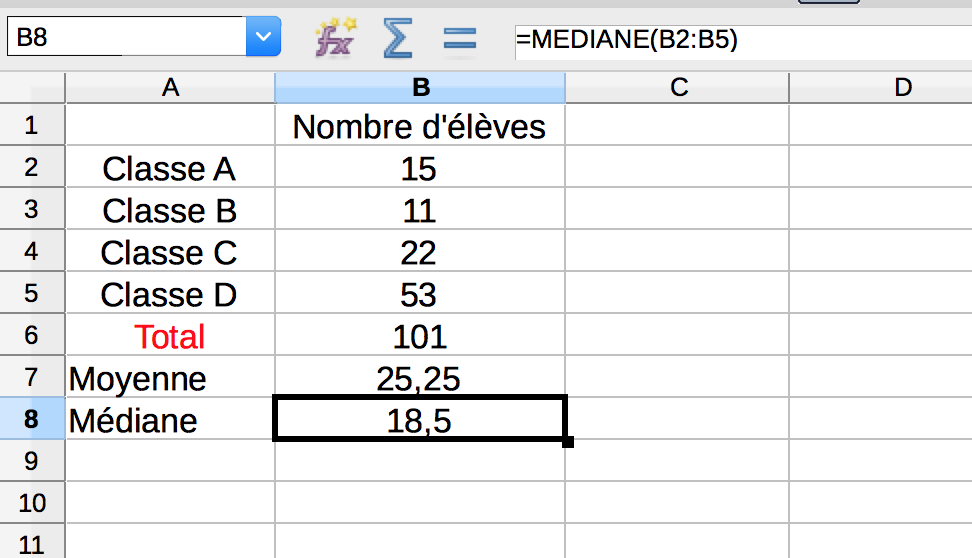 B8 fx Σ = =MEDIANE(B2:B5)
A B C D
1 Nombre d'élèves
2 Classe A 15
3 Classe B 11
4 Classe C 22
5 Classe D 53
6 Total 101
7 Moyenne 25,25
8 Médiane 18,5
9
10
11